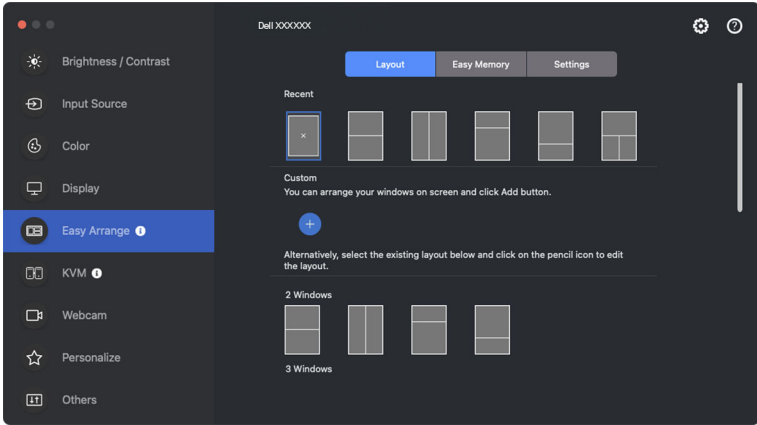 Dell XXXXXX
Brightness / Contrast
Input Source
Color
Display
Easy Arrange
KVM
Webcam
Personalize
Others
Layout
Easy Memory
Settings
Recent
Custom
You can arrange your windows on screen and click Add button.
Alternatively, select the existing layout below and click on the pencil icon to edit
the layout.
2 Windows
3 Windows